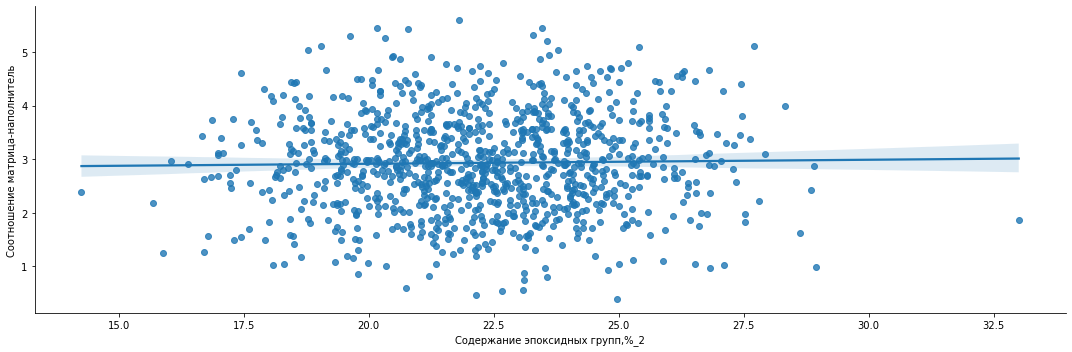 Соотношение матрица-наполнитель
5
4
3
2
1
15.0 17.5 20.0 22.5 25.0 27.5 30.0 32.5
Содержание эпоксидных групп,%_2